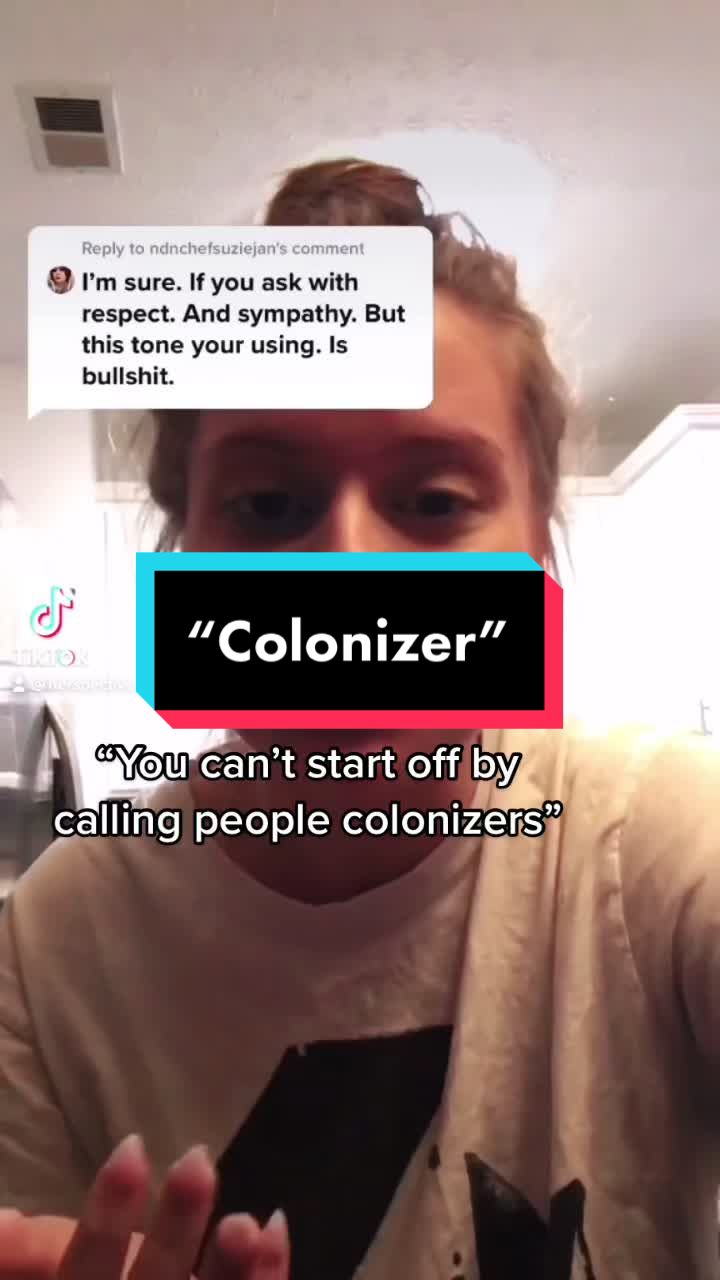 Reply to ndnchefsuziejan's comment
I'm sure. If you ask with
respect. And sympathy. But
this tone your using. Is
bullshit.
TikTok
“Colonizer”
“You can't start off by
calling people colonizers”